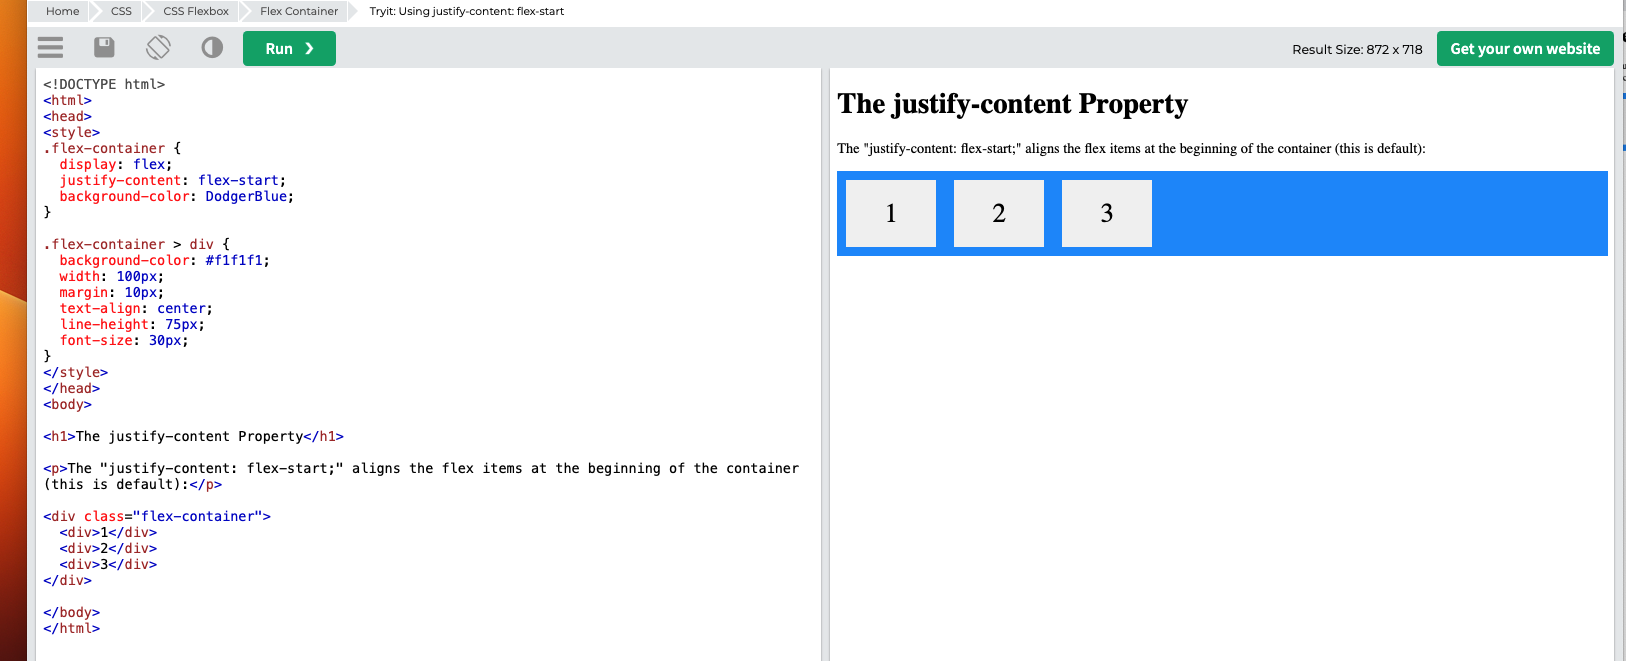 Home CSS CSS Flexbox Flex Container Tryit: Using justify-content: flex-start
Run ❯ Result Size: 872 x 718 Get your own website
<!DOCTYPE html>
<html>
<head>
<style>
.flex-container {
  display: flex;
  justify-content: flex-start;
  background-color: DodgerBlue;
}

.flex-container > div {
  background-color: #f1f1f1;
  width: 100px;
  margin: 10px;
  text-align: center;
  line-height: 75px;
  font-size: 30px;
}
</style>
</head>
<body>

<h1>The justify-content Property</h1>

<p>The "justify-content: flex-start;" aligns the flex items at the beginning of the container
(this is default):</p>

<div class="flex-container">
  <div>1</div>
  <div>2</div>
  <div>3</div>
</div>

</body>
</html>
The justify-content Property
The "justify-content: flex-start;" aligns the flex items at the beginning of the container (this is default):
1 2 3